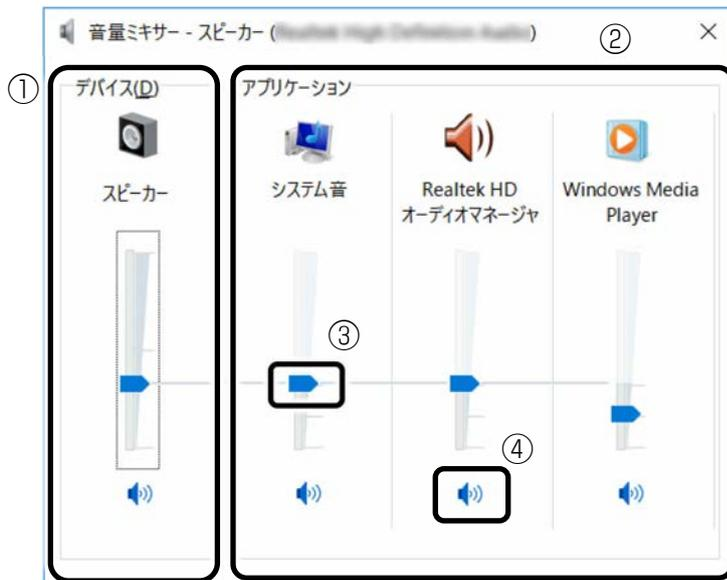 音量ミキサー - スピーカー ( )
②
①
デバイス(D)
アプリケーション
スピーカー
システム音
Realtek HD
オーディオマネージャ
Windows Media
Player
③
④